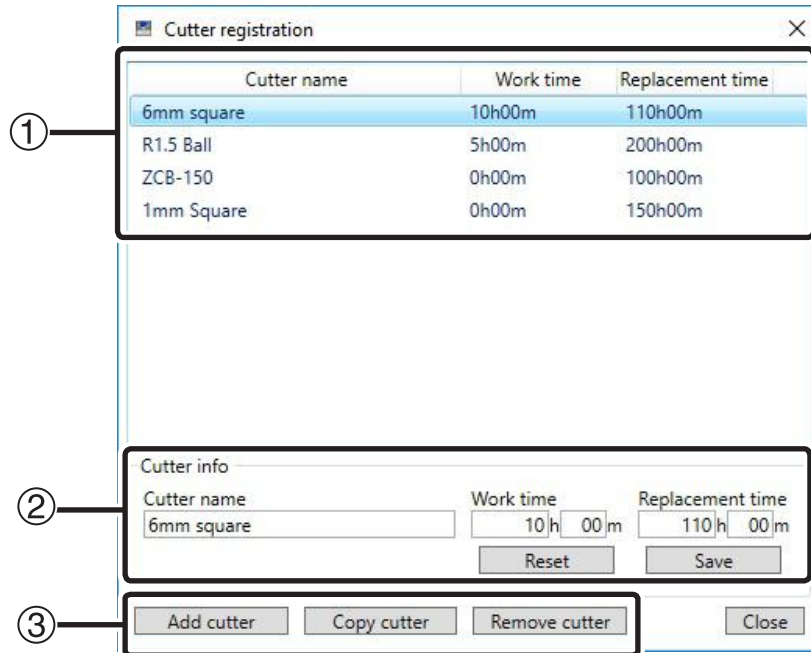 Cutter registration
Cutter name Work time Replacement time
① 6mm square 10h00m 110h00m
R1.5 Ball 5h00m 200h00m
ZCB-150 0h00m 100h00m
1mm Square 0h00m 150h00m
Cutter info
② Cutter name Work time Replacement time
6mm square 10 h 00 m 110 h 00 m
Reset Save
③ Add cutter Copy cutter Remove cutter Close